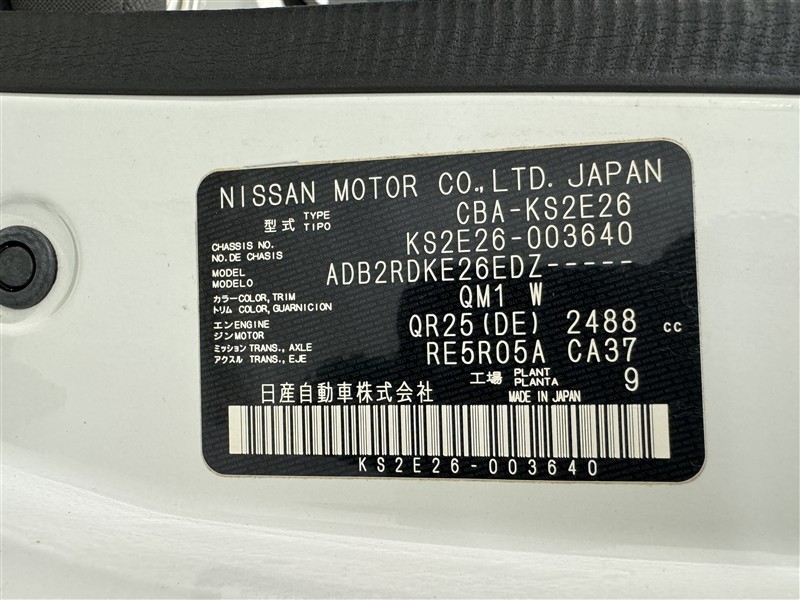 NISSAN MOTOR CO.,LTD. JAPAN
型式 TYPE TIPO CBA-KS2E26
CHASSIS NO. NO. DE CHASIS KS2E26-003640
MODEL MODELO ADB2RDKE26EDZ-----
カラー COLOR, TRIM トリム COLOR, GUARNICION QM1 W
エンジン ENGINE MOTOR QR25(DE) 2488 cc
ミッション TRANS., AXLE アクスル TRANS., EJE RE5R05A CA37
工場 PLANT PLANTA 9
日産自動車株式会社 MADE IN JAPAN
KS2E26-003640